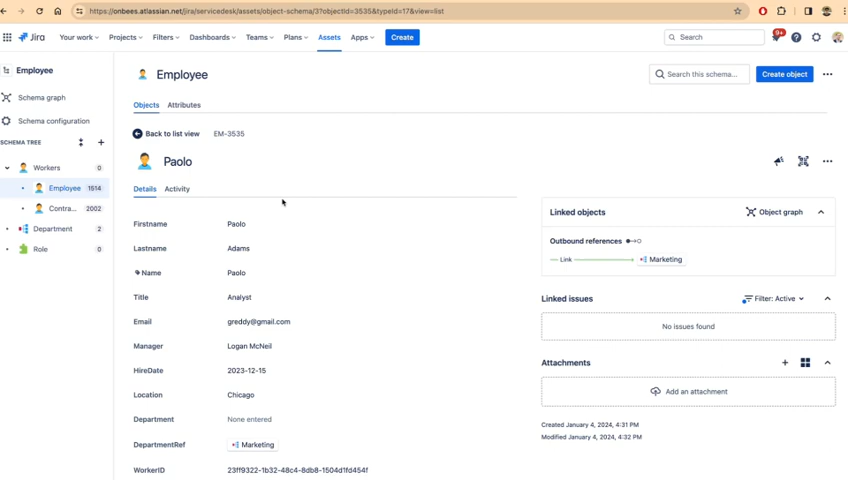 https://onbees.atlassian.net/jira/servicedesk/assets/object-schema/3?objectId=3535&typeId=17&view=list
Jira Your work Projects Filters Dashboards Teams Plans Assets Apps Create Search 9+
Employee
Schema graph
Schema configuration
SCHEMA TREE
Workers 0
Employee 1514
Contra... 2002
Department 2
Role 0
Employee
Search this schema...
Create object
Objects Attributes
Back to list view EM-3535
Paolo
Details Activity
Firstname Paolo
Lastname Adams
Name Paolo
Title Analyst
Email greddy@gmail.com
Manager Logan McNeil
HireDate 2023-12-15
Location Chicago
Department None entered
DepartmentRef Marketing
WorkerID 23ff9322-1b32-48c4-8db8-1504d1fd454f
Linked objects Object graph
Outbound references
Link Marketing
Linked issues Filter: Active
No issues found
Attachments
Add an attachment
Created January 4, 2024, 4:31 PM
Modified January 4, 2024, 4:32 PM